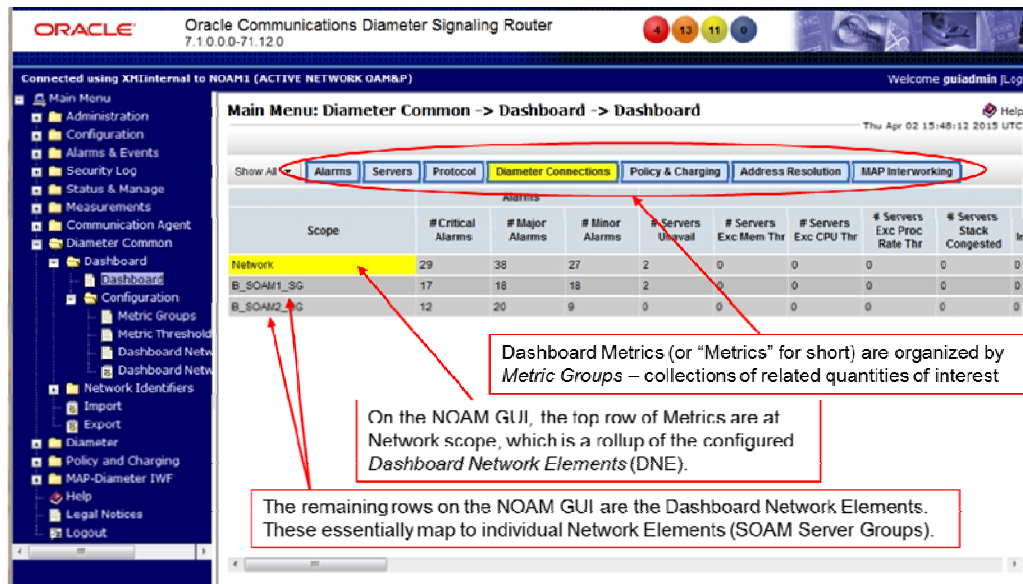 ORACLE
Oracle Communications Diameter Signaling Router
7.1.0.0.0-71.12.0
4 13 11 0
Connected using XMIinternal to NOAM1 (ACTIVE NETWORK OAM&P)
Welcome guiadmin [Log
Main Menu
Administration
Configuration
Alarms & Events
Security Log
Status & Manage
Measurements
Communication Agent
Diameter Common
Dashboard
Dashboard
Configuration
Metric Groups
Metric Threshold
Dashboard Netw
Dashboard Netw
Network Identifiers
Import
Export
Diameter
Policy and Charging
MAP-Diameter IWF
Help
Legal Notices
Logout
Main Menu: Diameter Common -> Dashboard -> Dashboard
Help
Thu Apr 02 15:48:12 2015 UTC
Show All Alarms Servers Protocol Diameter Connections Policy & Charging Address Resolution MAP Interworking
Alarms
Scope
# Critical Alarms
# Major Alarms
# Minor Alarms
# Servers Unavail
# Servers Exc Mem Thr
# Servers Exc CPU Thr
# Servers Exc Proc Rate Thr
# Servers Stack Congested
Network 29 38 27 2 0 0 0 0 0
B_SOAM1_SG 17 18 18 2 0 0 0 0 0
B_SOAM2_SG 12 20 9 0 0 0 0 0 0
Dashboard Metrics (or “Metrics” for short) are organized by
Metric Groups – collections of related quantities of interest
On the NOAM GUI, the top row of Metrics are at
Network scope, which is a rollup of the configured
Dashboard Network Elements (DNE).
The remaining rows on the NOAM GUI are the Dashboard Network Elements.
These essentially map to individual Network Elements (SOAM Server Groups).